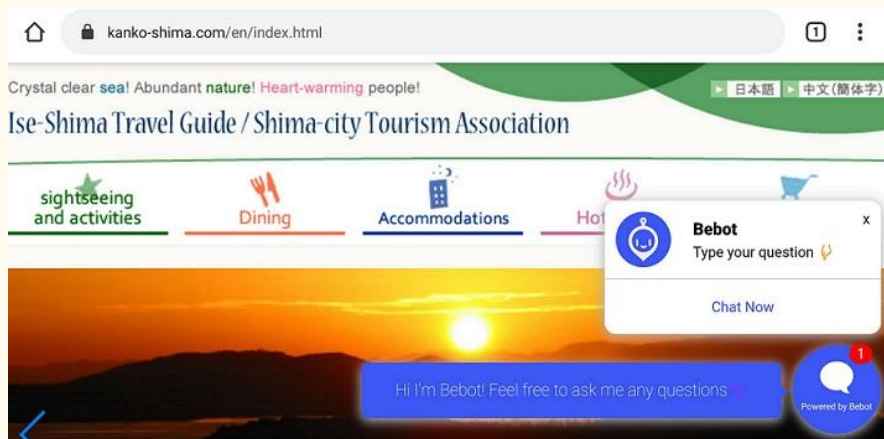 kanko-shima.com/en/index.html
1
Crystal clear sea! Abundant nature! Heart-warming people!
日本語
中文(簡体字)
Ise-Shima Travel Guide / Shima-city Tourism Association
sightseeing
and activities
Dining
Accommodations
Bebot
x
Type your question
Chat Now
Hi I'm Bebot! Feel free to ask me any questions
1
Powered by Bebot